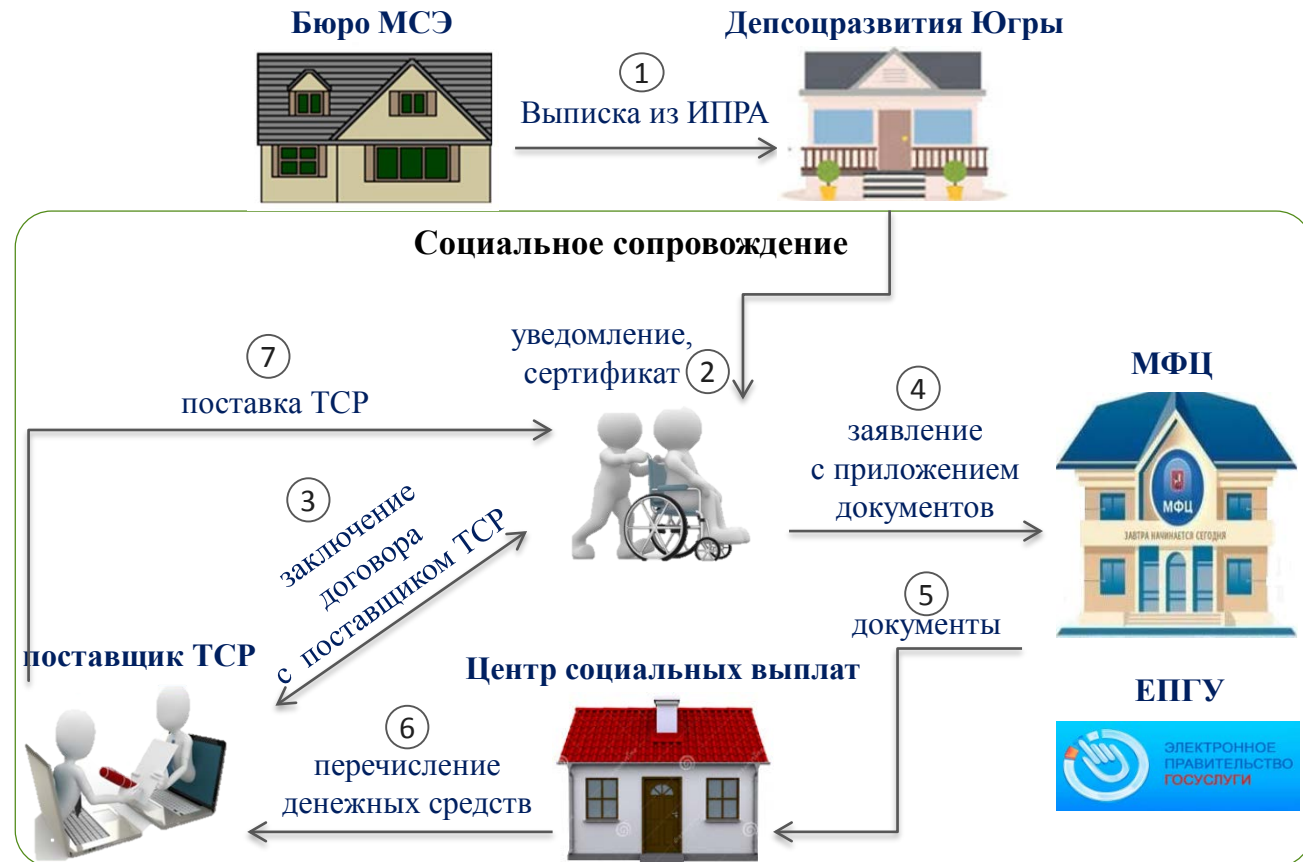 Бюро МСЭ
Депсоцразвития Югры
1
Выписка из ИПРА
Социальное сопровождение
уведомление,
сертификат 2
7
поставка ТСР
МФЦ
4
заявление
с приложением
документов
МФЦ
ЗАВТРА НАЧИНАЕТСЯ СЕГОДНЯ
3
заключение
договора
с поставщиком ТСР
5
документы
поставщик ТСР
Центр социальных выплат
ЕПГУ
6
перечисление
денежных средств
ЭЛЕКТРОННОЕ
ПРАВИТЕЛЬСТВО
ГОСУСЛУГИ